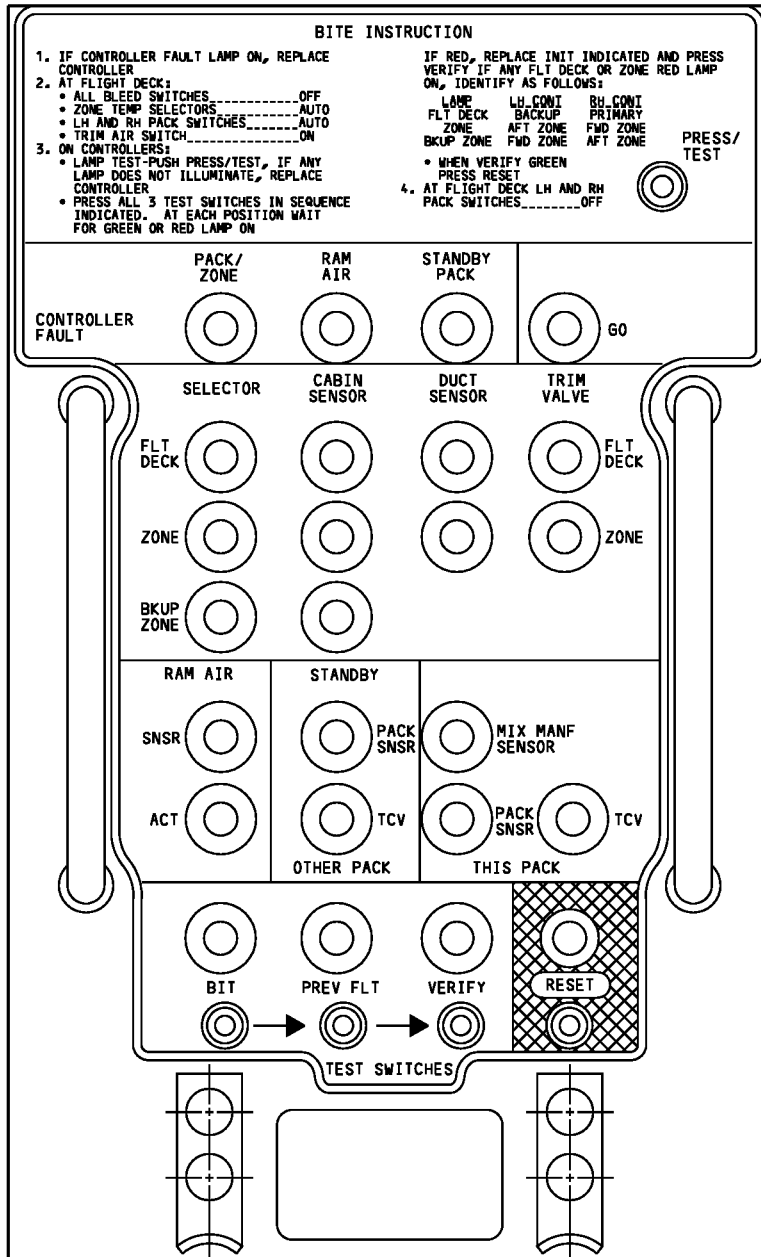 BITE INSTRUCTION
1. IF CONTROLLER FAULT LAMP ON, REPLACE
CONTROLLER
2. AT FLIGHT DECK:
• ALL BLEED SWITCHES____________OFF
• ZONE TEMP SELECTORS___________AUTO
• LH AND RH PACK SWITCHES_______AUTO
• TRIM AIR SWITCH_______________ON
3. ON CONTROLLERS:
• LAMP TEST-PUSH PRESS/TEST, IF ANY
LAMP DOES NOT ILLUMINATE, REPLACE
CONTROLLER
• PRESS ALL 3 TEST SWITCHES IN SEQUENCE
INDICATED. AT EACH POSITION WAIT
FOR GREEN OR RED LAMP ON
IF RED, REPLACE INIT INDICATED AND PRESS
VERIFY IF ANY FLT DECK OR ZONE RED LAMP
ON, IDENTIFY AS FOLLOWS:
LAMP LH CONT RH CONT
FLT DECK BACKUP PRIMARY
ZONE AFT ZONE FWD ZONE
BKUP ZONE FWD ZONE AFT ZONE
• WHEN VERIFY GREEN
PRESS RESET
4. AT FLIGHT DECK LH AND RH
PACK SWITCHES________OFF
PRESS/
TEST
PACK/
ZONE
RAM
AIR
STANDBY
PACK
CONTROLLER
FAULT
GO
SELECTOR
CABIN
SENSOR
DUCT
SENSOR
TRIM
VALVE
FLT
DECK
FLT
DECK
ZONE
ZONE
BKUP
ZONE
RAM AIR
STANDBY
SNSR
PACK
SNSR
MIX MANF
SENSOR
ACT
TCV
PACK
SNSR
TCV
OTHER PACK
THIS PACK
BIT
PREV FLT
VERIFY
RESET
TEST SWITCHES